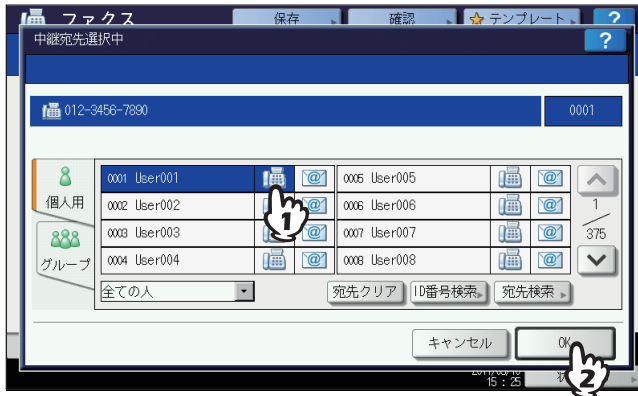 ファクス 保存 確認 テンプレート ?
中継宛先選択中 ?
012-3456-7890 0001
個人用
グループ
0001 User001 @ 0005 User005 @
0002 User002 @ 0006 User006 @
0003 User003 @ 0007 User007 @
0004 User004 @ 0008 User008 @
1
375
全ての人 宛先クリア ID番号検索 宛先検索
キャンセル OK
1
2
15:25